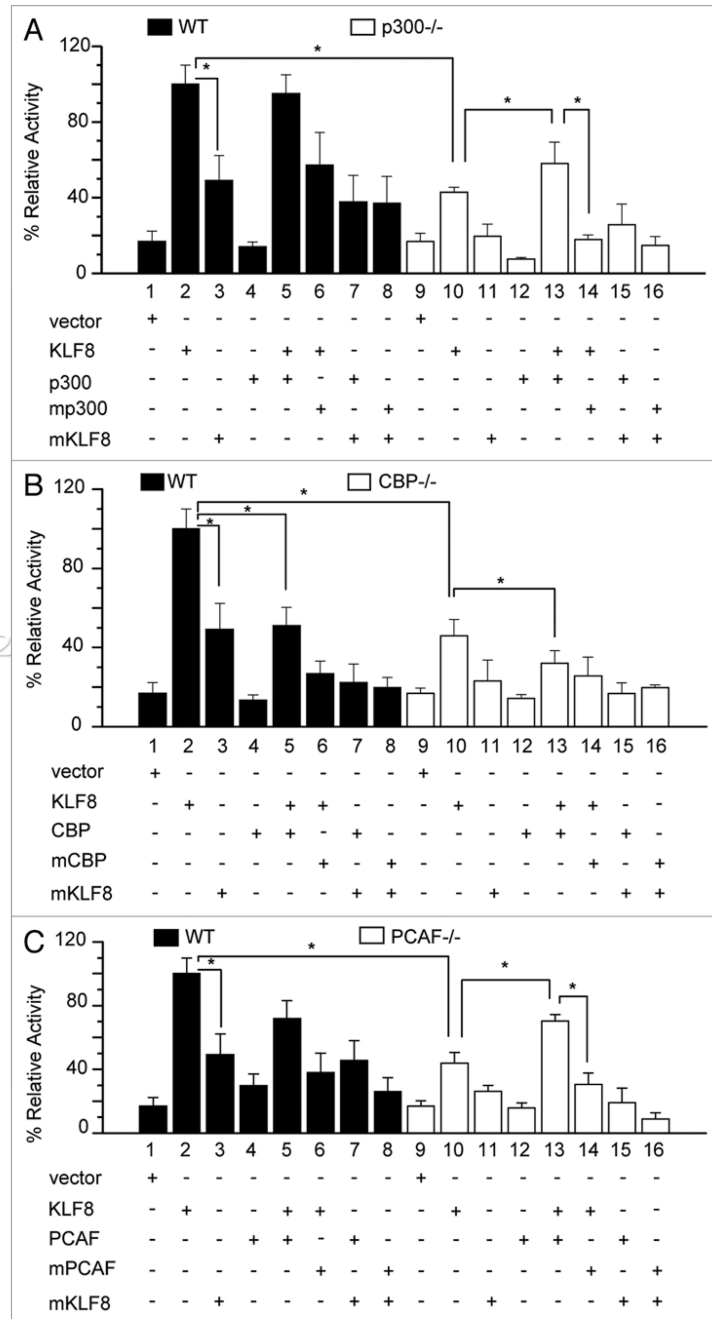 A
WT p300-/-
120
80
40
0
% Relative Activity
* * * *
1 2 3 4 5 6 7 8 9 10 11 12 13 14 15 16
vector + - - - - - - - + - - - - - - -
KLF8 - + - - + + - - - + - - + + - -
p300 - - - + + - + - - - - + + - + -
mp300 - - - - - + - + - - - - - + - +
mKLF8 - - + - - - + + - - + - - - + +
B
WT CBP-/-
120
80
40
0
% Relative Activity
* * * *
1 2 3 4 5 6 7 8 9 10 11 12 13 14 15 16
vector + - - - - - - - + - - - - - - -
KLF8 - + - - + + - - - + - - + + - -
CBP - - - + + - + - - - - + + - + -
mCBP - - - - - + - + - - - - - + - +
mKLF8 - - + - - - + + - - + - - - + +
C
WT PCAF-/-
120
80
40
0
% Relative Activity
* * * *
1 2 3 4 5 6 7 8 9 10 11 12 13 14 15 16
vector + - - - - - - - + - - - - - - -
KLF8 - + - - + + - - - + - - + + - -
PCAF - - - + + - + - - - - + + - + -
mPCAF - - - - - + - + - - - - - + - +
mKLF8 - - + - - - + + - - + - - - + +